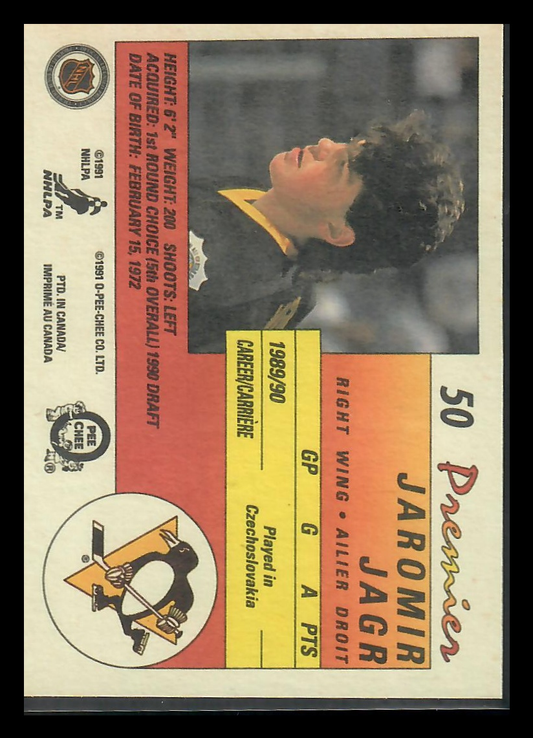 50 Premier
JAROMIR
JAGR
RIGHT WING • AILIER DROIT
GP G A PTS
1989/90
CAREER/CARRIÈRE
Played in
Czechoslovakia
HEIGHT: 6' 2" WEIGHT: 200 SHOOTS: LEFT
ACQUIRED: 1st ROUND CHOICE (5th OVERALL) 1990 DRAFT
DATE OF BIRTH: FEBRUARY 15, 1972
NHL
©1991
NHLPA
TM
NHLPA
©1991 O-PEE-CHEE CO. LTD.
PTD. IN CANADA/
IMPRIMÉ AU CANADA
O
PEE
CHEE
®
®